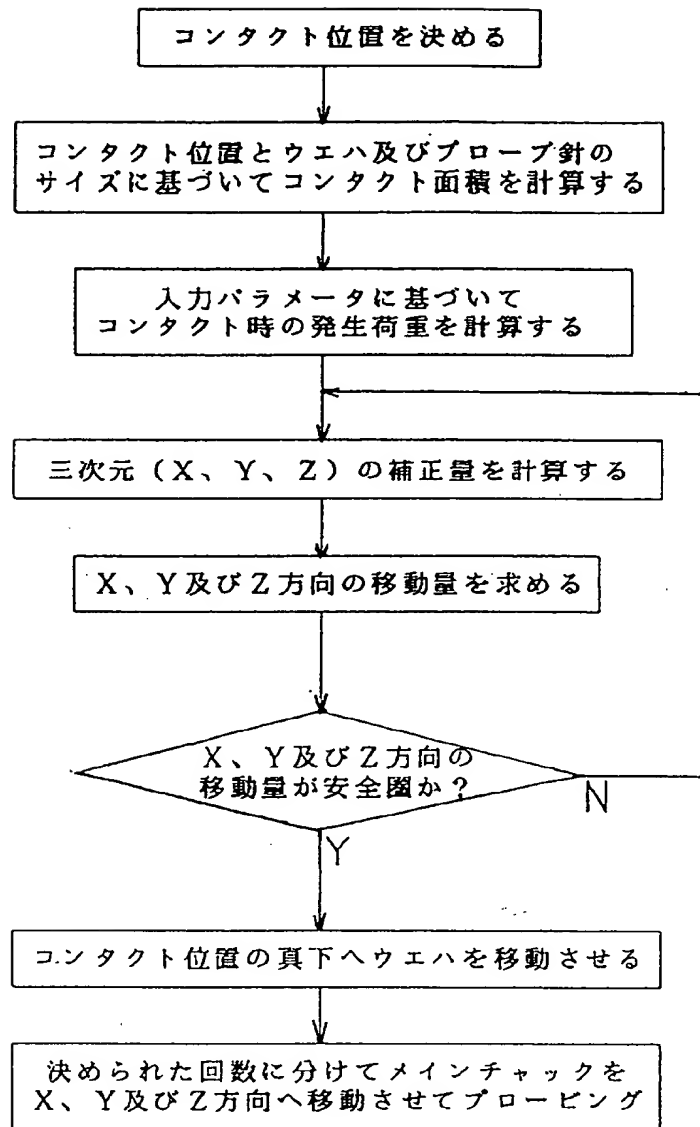 コンタクト位置を決める
コンタクト位置とウエハ及びプローブ針の
サイズに基づいてコンタクト面積を計算する
入力パラメータに基づいて
コンタクト時の発生荷重を計算する
三次元（X、Y、Z）の補正量を計算する
X、Y及びZ方向の移動量を求める
X、Y及びZ方向の
移動量が安全圏か？
N
Y
コンタクト位置の真下へウエハを移動させる
決められた回数に分けてメインチャックを
X、Y及びZ方向へ移動させてプロービング